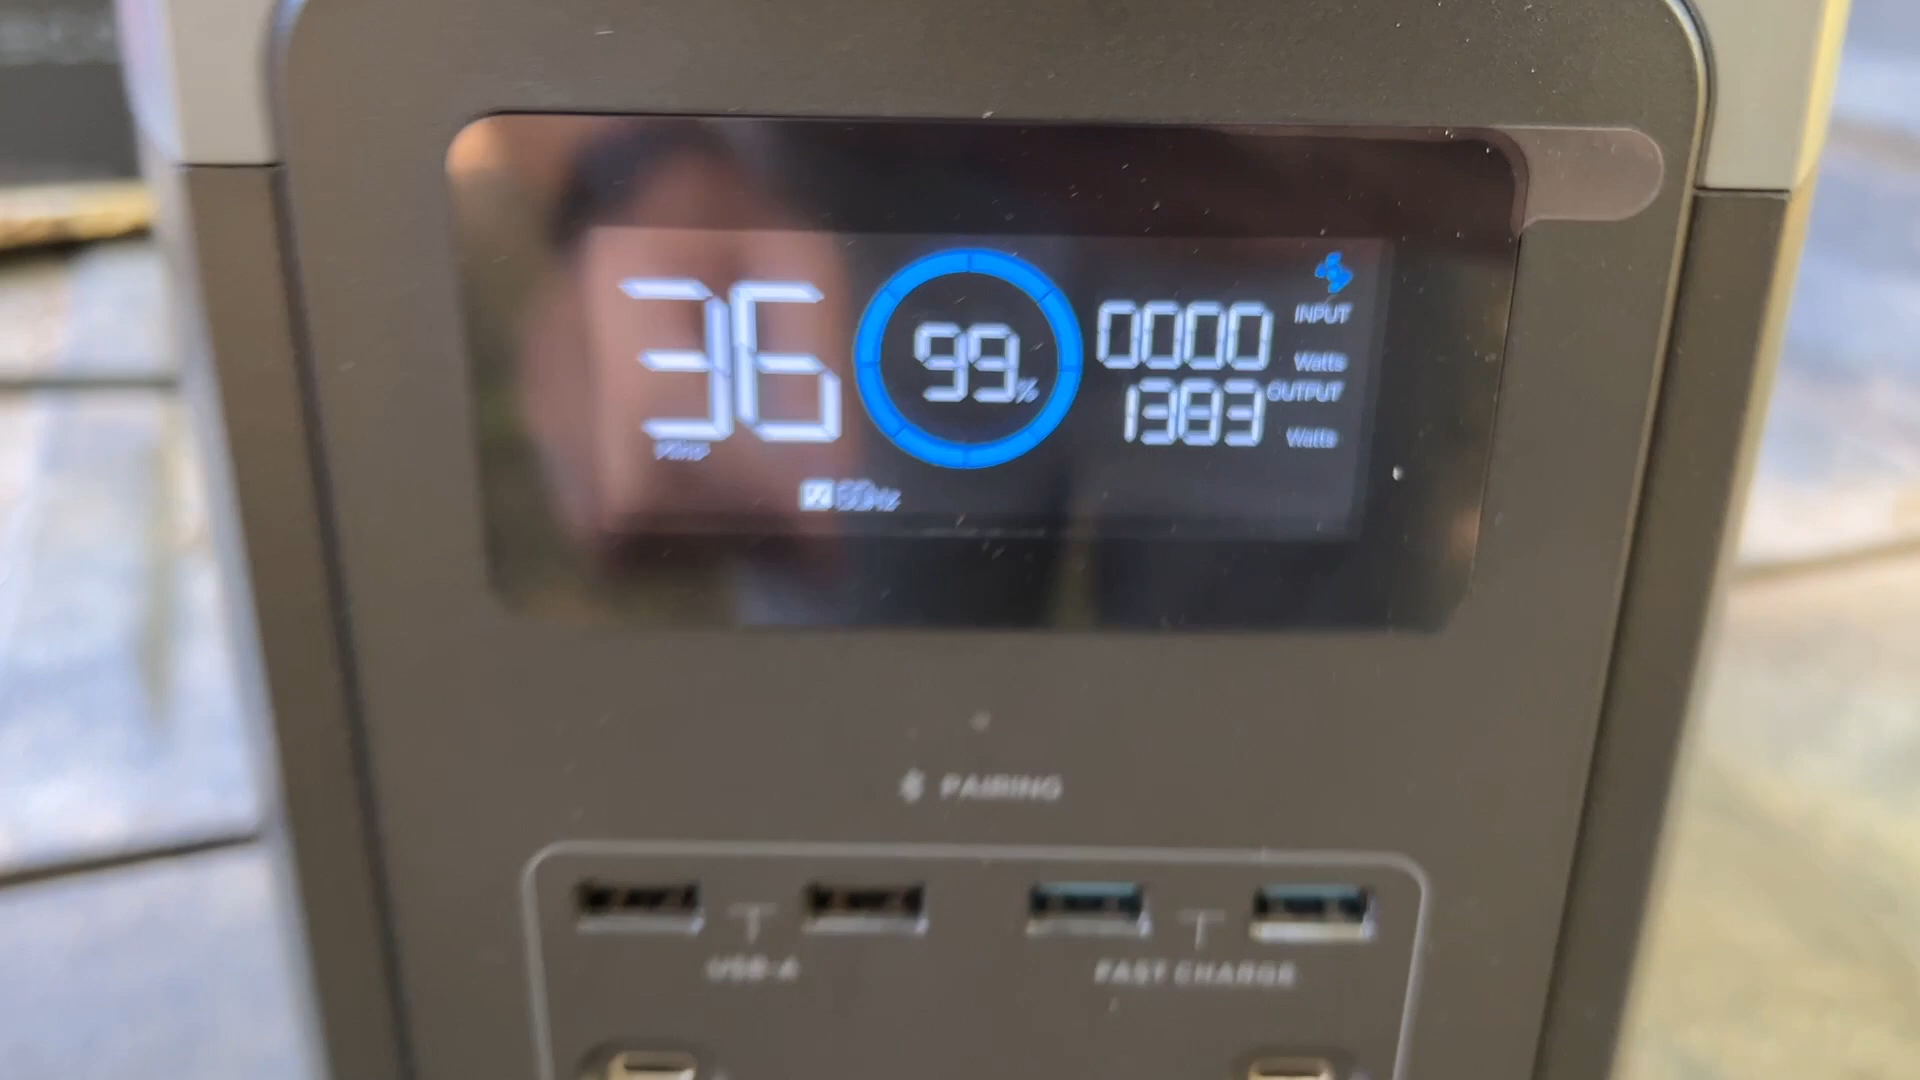 36
99%
0000
INPUT
Watts
1383
OUTPUT
Watts
PAIRING
USB-A
FAST CHARGE